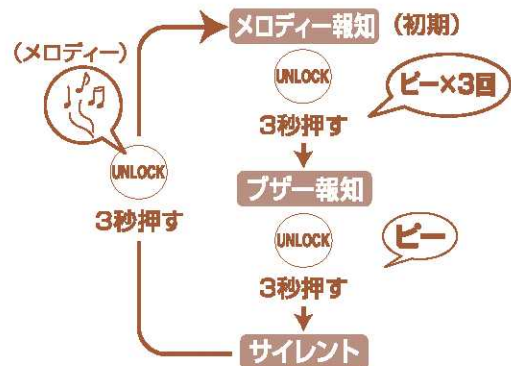 メロディー報知 (初期)
(メロディー)
UNLOCK
ピー×3回
3秒押す
UNLOCK
3秒押す
ブザー報知
UNLOCK
ピー
3秒押す
サイレント